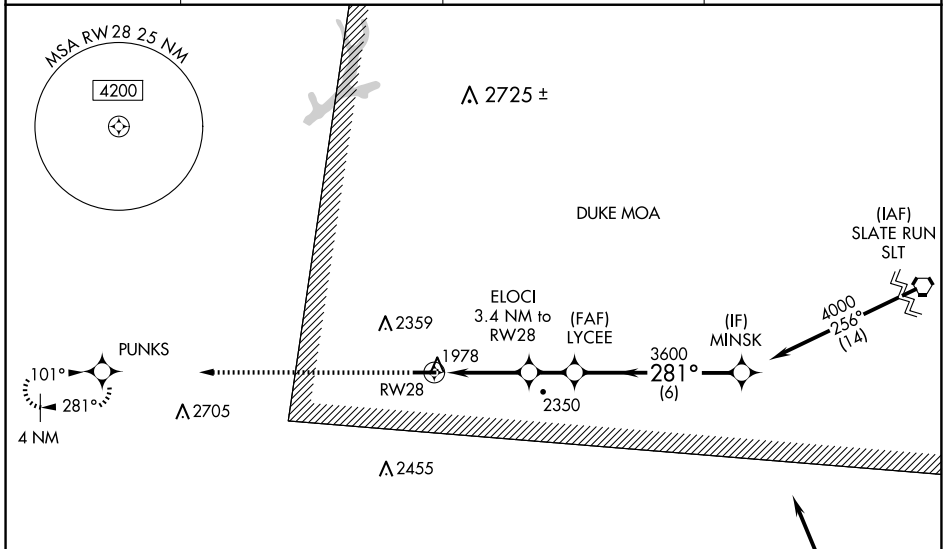 MSA RW 28 25 NM
4200
2725 ±
DUKE MOA
(IAF)
SLATE RUN
SLT
4000
256°
(14)
ELOCI
3.4 NM to
RW28
(FAF)
LYCEE
(IF)
MINSK
3600
281°
(6)
2359
1978
RW28
2350
PUNKS
101°
281°
4 NM
2705
2455